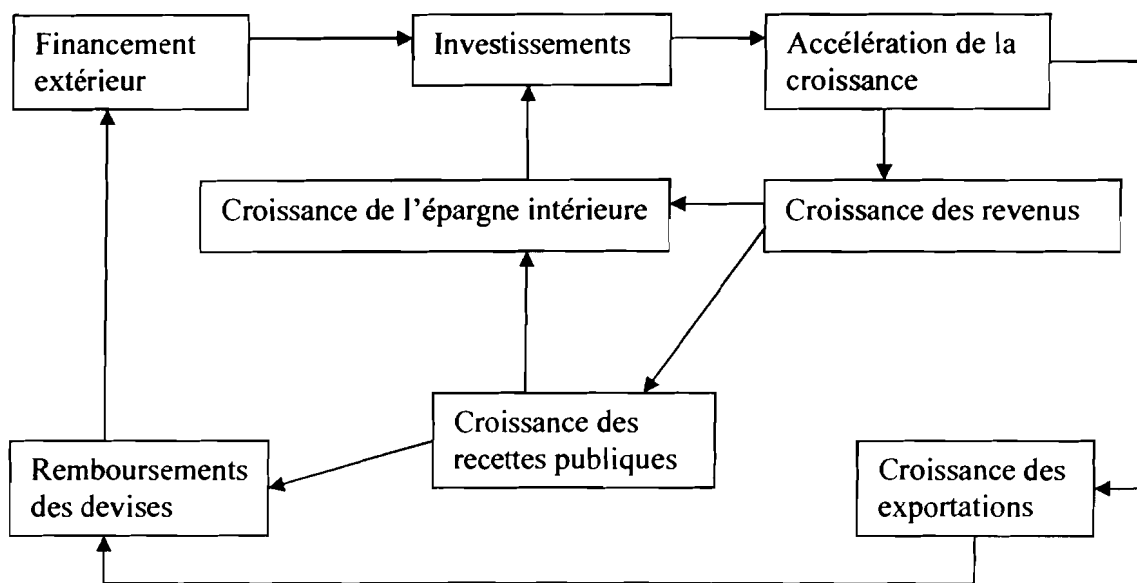 Financement
extérieur
Investissements
Accélération de la
croissance
Croissance de l'épargne intérieure
Croissance des revenus
Croissance des
recettes publiques
Remboursements
des devises
Croissance des
exportations